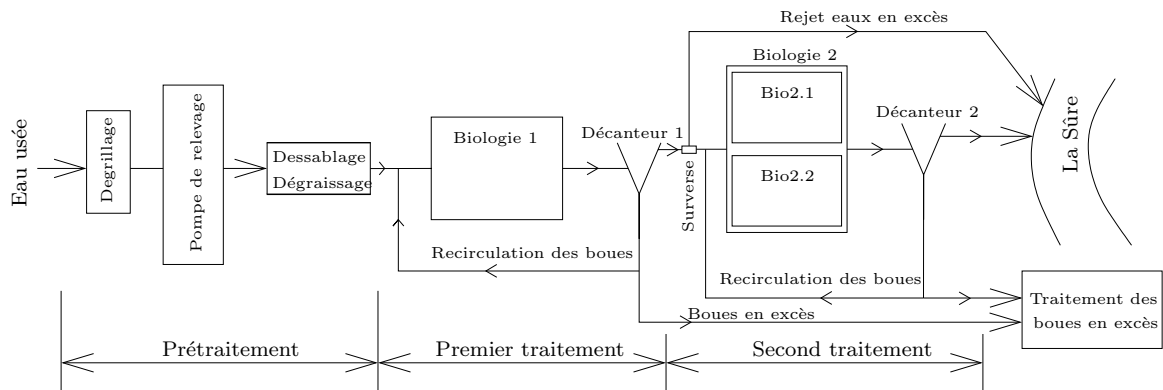 Rejet eaux en excès
Biologie 2
Eau usée
Degrillage
Pompe de relevage
Dessablage
Dégraissage
Biologie 1
Décanteur 1
Surverse
Bio2.1
Bio2.2
Décanteur 2
La Sûre
Recirculation des boues
Recirculation des boues
Boues en excès
Traitement des
boues en excès
Prétraitement
Premier traitement
Second traitement